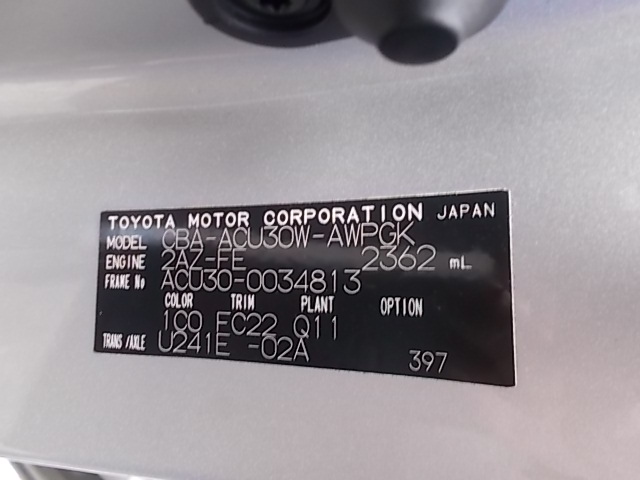 TOYOTA MOTOR CORPORATION JAPAN
MODEL CBA-ACU30W-AWPGK
ENGINE 2AZ-FE 2362 mL
FRAME No ACU30-0034813
COLOR TRIM PLANT OPTION
1C0 FC22 Q11
TRANS/AXLE U241E -02A
397